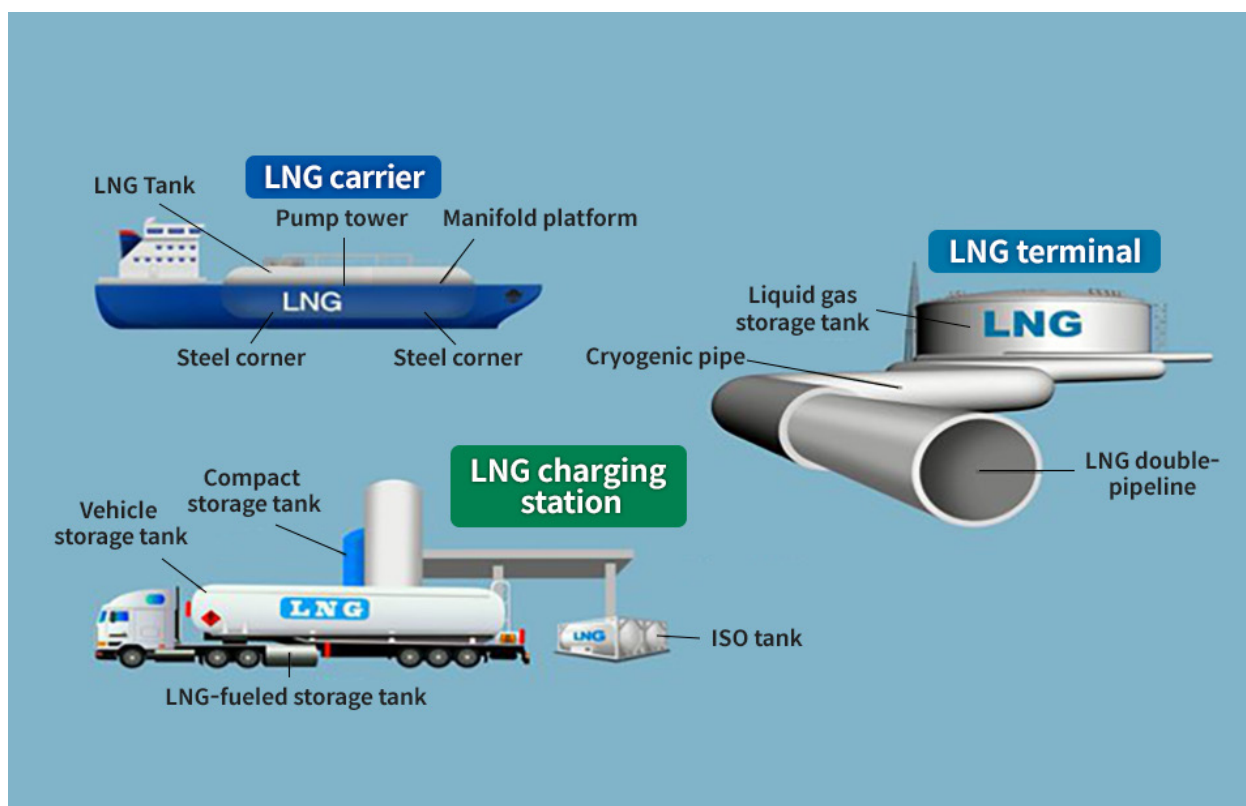 LNG carrier
LNG Tank
Pump tower
Manifold platform
LNG
Steel corner
Steel corner
LNG terminal
Liquid gas
storage tank
LNG
Cryogenic pipe
LNG double-
pipeline
LNG charging
station
Compact
storage tank
Vehicle
storage tank
LNG
LNG
ISO tank
LNG-fueled storage tank